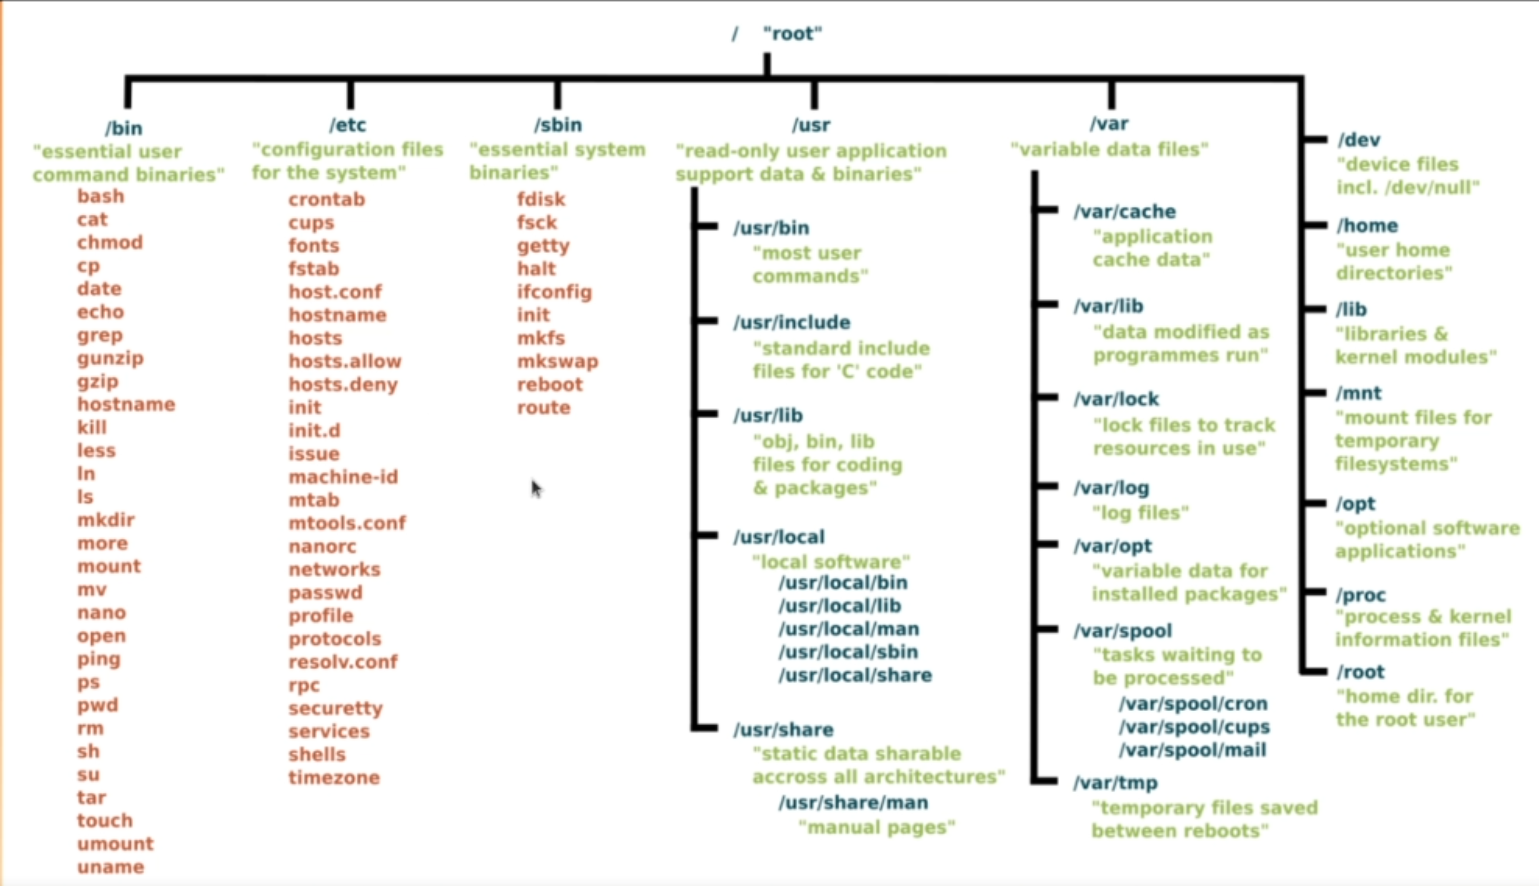 / "root"
/bin
"essential user
command binaries"
bash
cat
chmod
cp
date
echo
grep
gunzip
gzip
hostname
kill
less
ln
ls
mkdir
more
mount
mv
nano
open
ping
ps
pwd
rm
sh
su
tar
touch
umount
uname
/etc
"configuration files
for the system"
crontab
cups
fonts
fstab
host.conf
hostname
hosts
hosts.allow
hosts.deny
init
init.d
issue
machine-id
mtab
mtools.conf
nanorc
networks
passwd
profile
protocols
resolv.conf
rpc
securetty
services
shells
timezone
/sbin
"essential system
binaries"
fdisk
fsck
getty
halt
ifconfig
init
mkfs
mkswap
reboot
route
/usr
"read-only user application
support data & binaries"
/usr/bin
"most user
commands"
/usr/include
"standard include
files for 'C' code"
/usr/lib
"obj, bin, lib
files for coding
& packages"
/usr/local
"local software"
/usr/local/bin
/usr/local/lib
/usr/local/man
/usr/local/sbin
/usr/local/share
/usr/share
"static data sharable
accross all architectures"
/usr/share/man
"manual pages"
/var
"variable data files"
/var/cache
"application
cache data"
/var/lib
"data modified as
programmes run"
/var/lock
"lock files to track
resources in use"
/var/log
"log files"
/var/opt
"variable data for
installed packages"
/var/spool
"tasks waiting to
be processed"
/var/spool/cron
/var/spool/cups
/var/spool/mail
/var/tmp
"temporary files saved
between reboots"
/dev
"device files
incl. /dev/null"
/home
"user home
directories"
/lib
"libraries &
kernel modules"
/mnt
"mount files for
temporary
filesystems"
/opt
"optional software
applications"
/proc
"process & kernel
information files"
/root
"home dir. for
the root user"